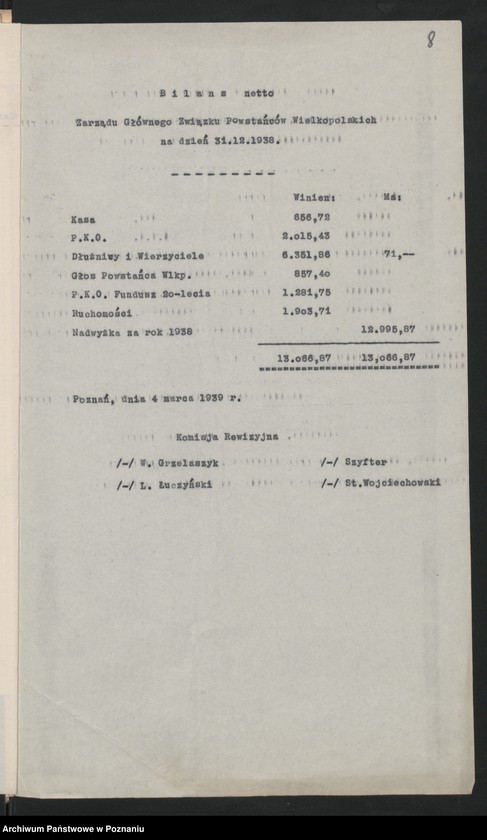 8
Bilans netto
Zarządu Głównego Związku Powstańców Wielkopolskich
na dzień 31.12.1938.
Winien: Ma:
Kasa 656,72
P.K.O. 2.015,43
Dłużnicy i Wierzyciele 6.351,86 71,--
Głos Powstańca Wlkp. 857,40
P.K.O. Fundusz 20-lecia 1.281,75
Ruchomości 1.903,71
Nadwyżka za rok 1938 12.995,87
13.066,87 13,066,87
Poznań, dnia 4 marca 1939 r.
Komisja Rewizyjna
/-/ W. Grzelaszyk /-/ Szyfter
/-/ L. Łuczyński /-/ St.Wojciechowski
Archiwum Państwowe w Poznaniu